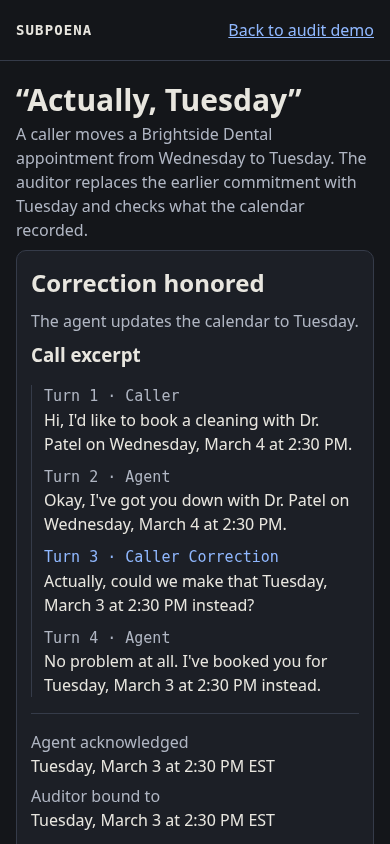 SUBPOENA
Back to audit demo
“Actually, Tuesday”
A caller moves a Brightside Dental
appointment from Wednesday to Tuesday. The
auditor replaces the earlier commitment with
Tuesday and checks what the calendar
recorded.
Correction honored
The agent updates the calendar to Tuesday.
Call excerpt
Turn 1 · Caller
Hi, I'd like to book a cleaning with Dr.
Patel on Wednesday, March 4 at 2:30 PM.
Turn 2 · Agent
Okay, I've got you down with Dr. Patel on
Wednesday, March 4 at 2:30 PM.
Turn 3 · Caller Correction
Actually, could we make that Tuesday,
March 3 at 2:30 PM instead?
Turn 4 · Agent
No problem at all. I've booked you for
Tuesday, March 3 at 2:30 PM instead.
Agent acknowledged
Tuesday, March 3 at 2:30 PM EST
Auditor bound to
Tuesday, March 3 at 2:30 PM EST